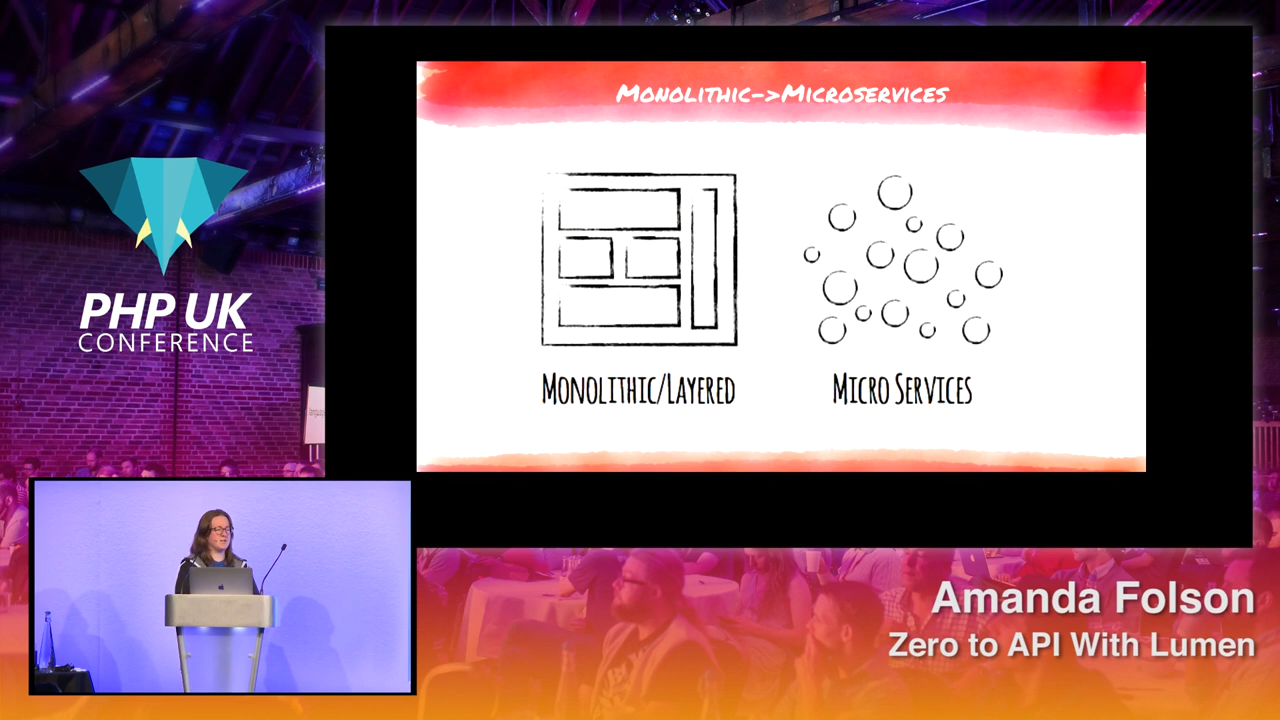 Monolithic->Microservices
Monolithic/Layered
Micro Services
PHP UK
CONFERENCE
Amanda Folson
Zero to API With Lumen